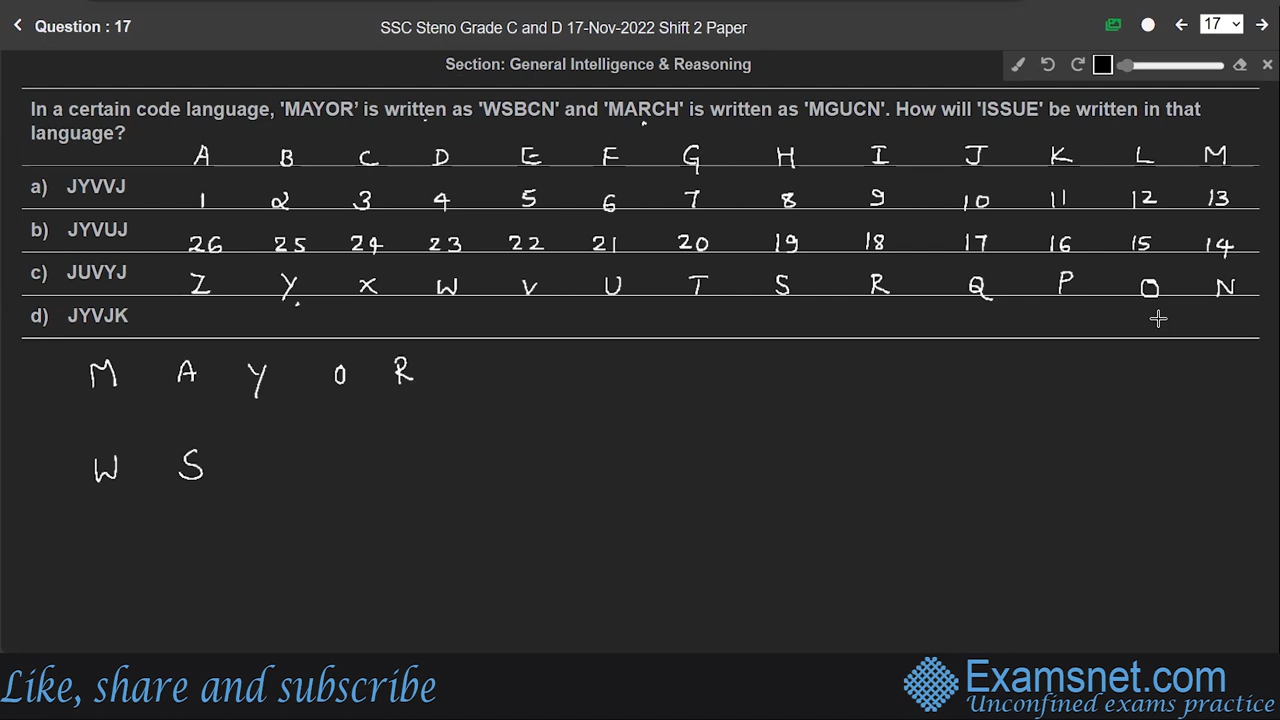 Question : 17
SSC Steno Grade C and D 17-Nov-2022 Shift 2 Paper
17
Section: General Intelligence & Reasoning
In a certain code language, 'MAYOR' is written as 'WSBCN' and 'MARCH' is written as 'MGUCN'. How will 'ISSUE' be written in that
language?
A B C D E F G H I J K L M
a) JYVVJ
1 2 3 4 5 6 7 8 9 10 11 12 13
b) JYVUJ
26 25 24 23 22 21 20 19 18 17 16 15 14
c) JUVYJ
Z Y X W V U T S R Q P O N
d) JYVJK
M A Y O R
W S
Like, share and subscribe
Examsnet.com
Unconfined exams practice